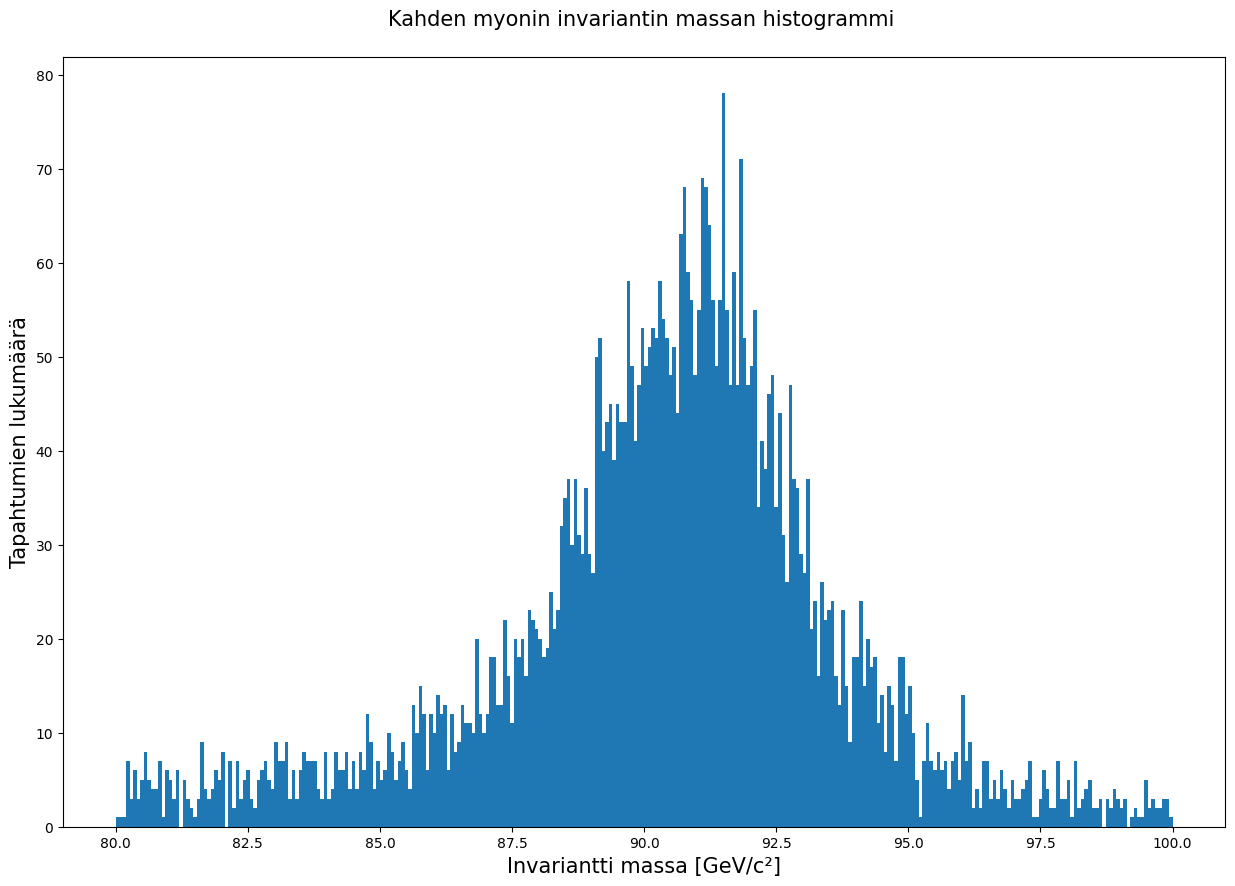 Kahden myonin invariantin massan histogrammi
80
70
60
50
40
30
20
10
0
Tapahtumien lukumäärä
80.0 82.5 85.0 87.5 90.0 92.5 95.0 97.5 100.0
Invariantti massa [GeV/c²]